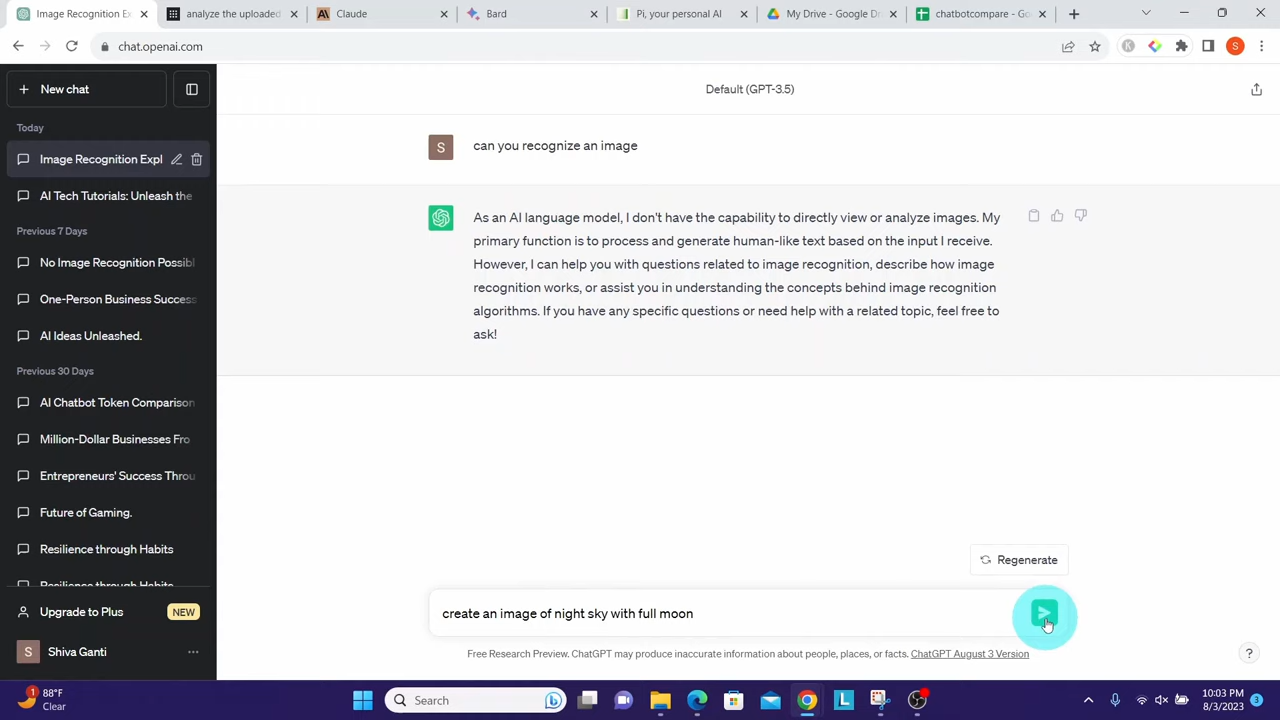 Image Recognition Ex
analyze the uploaded
Claude
Bard
Pi, your personal AI
My Drive - Google Dr
chatbotcompare - Goo
chat.openai.com
K
S
New chat
Default (GPT-3.5)
Today
Image Recognition Expl
AI Tech Tutorials: Unleash the
Previous 7 Days
No Image Recognition Possibl
One-Person Business Success
AI Ideas Unleashed.
Previous 30 Days
AI Chatbot Token Comparison
Million-Dollar Businesses Fro
Entrepreneurs' Success Throu
Future of Gaming.
Resilience through Habits
Resilience through Habits
Upgrade to Plus
NEW
S
Shiva Ganti
S
can you recognize an image
As an AI language model, I don't have the capability to directly view or analyze images. My
primary function is to process and generate human-like text based on the input I receive.
However, I can help you with questions related to image recognition, describe how image
recognition works, or assist you in understanding the concepts behind image recognition
algorithms. If you have any specific questions or need help with a related topic, feel free to
ask!
Regenerate
create an image of night sky with full moon
Free Research Preview. ChatGPT may produce inaccurate information about people, places, or facts. ChatGPT August 3 Version
?
1
88°F
Clear
Search
L
10:03 PM
8/3/2023
3